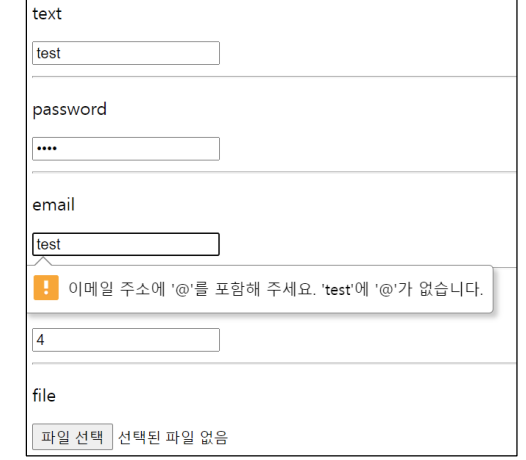 text
test
password
••••
email
test
이메일 주소에 '@'를 포함해 주세요. 'test'에 '@'가 없습니다.
4
file
파일 선택 선택된 파일 없음